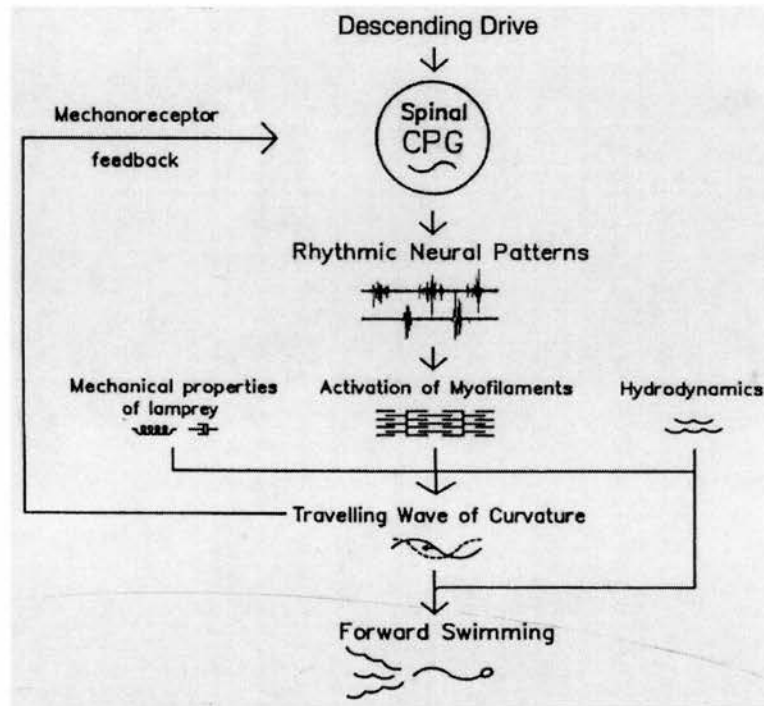 Descending Drive
Mechanoreceptor
feedback
Spinal
CPG
Rhythmic Neural Patterns
Mechanical properties
of lamprey
Activation of Myofilaments
Hydrodynamics
Travelling Wave of Curvature
Forward Swimming